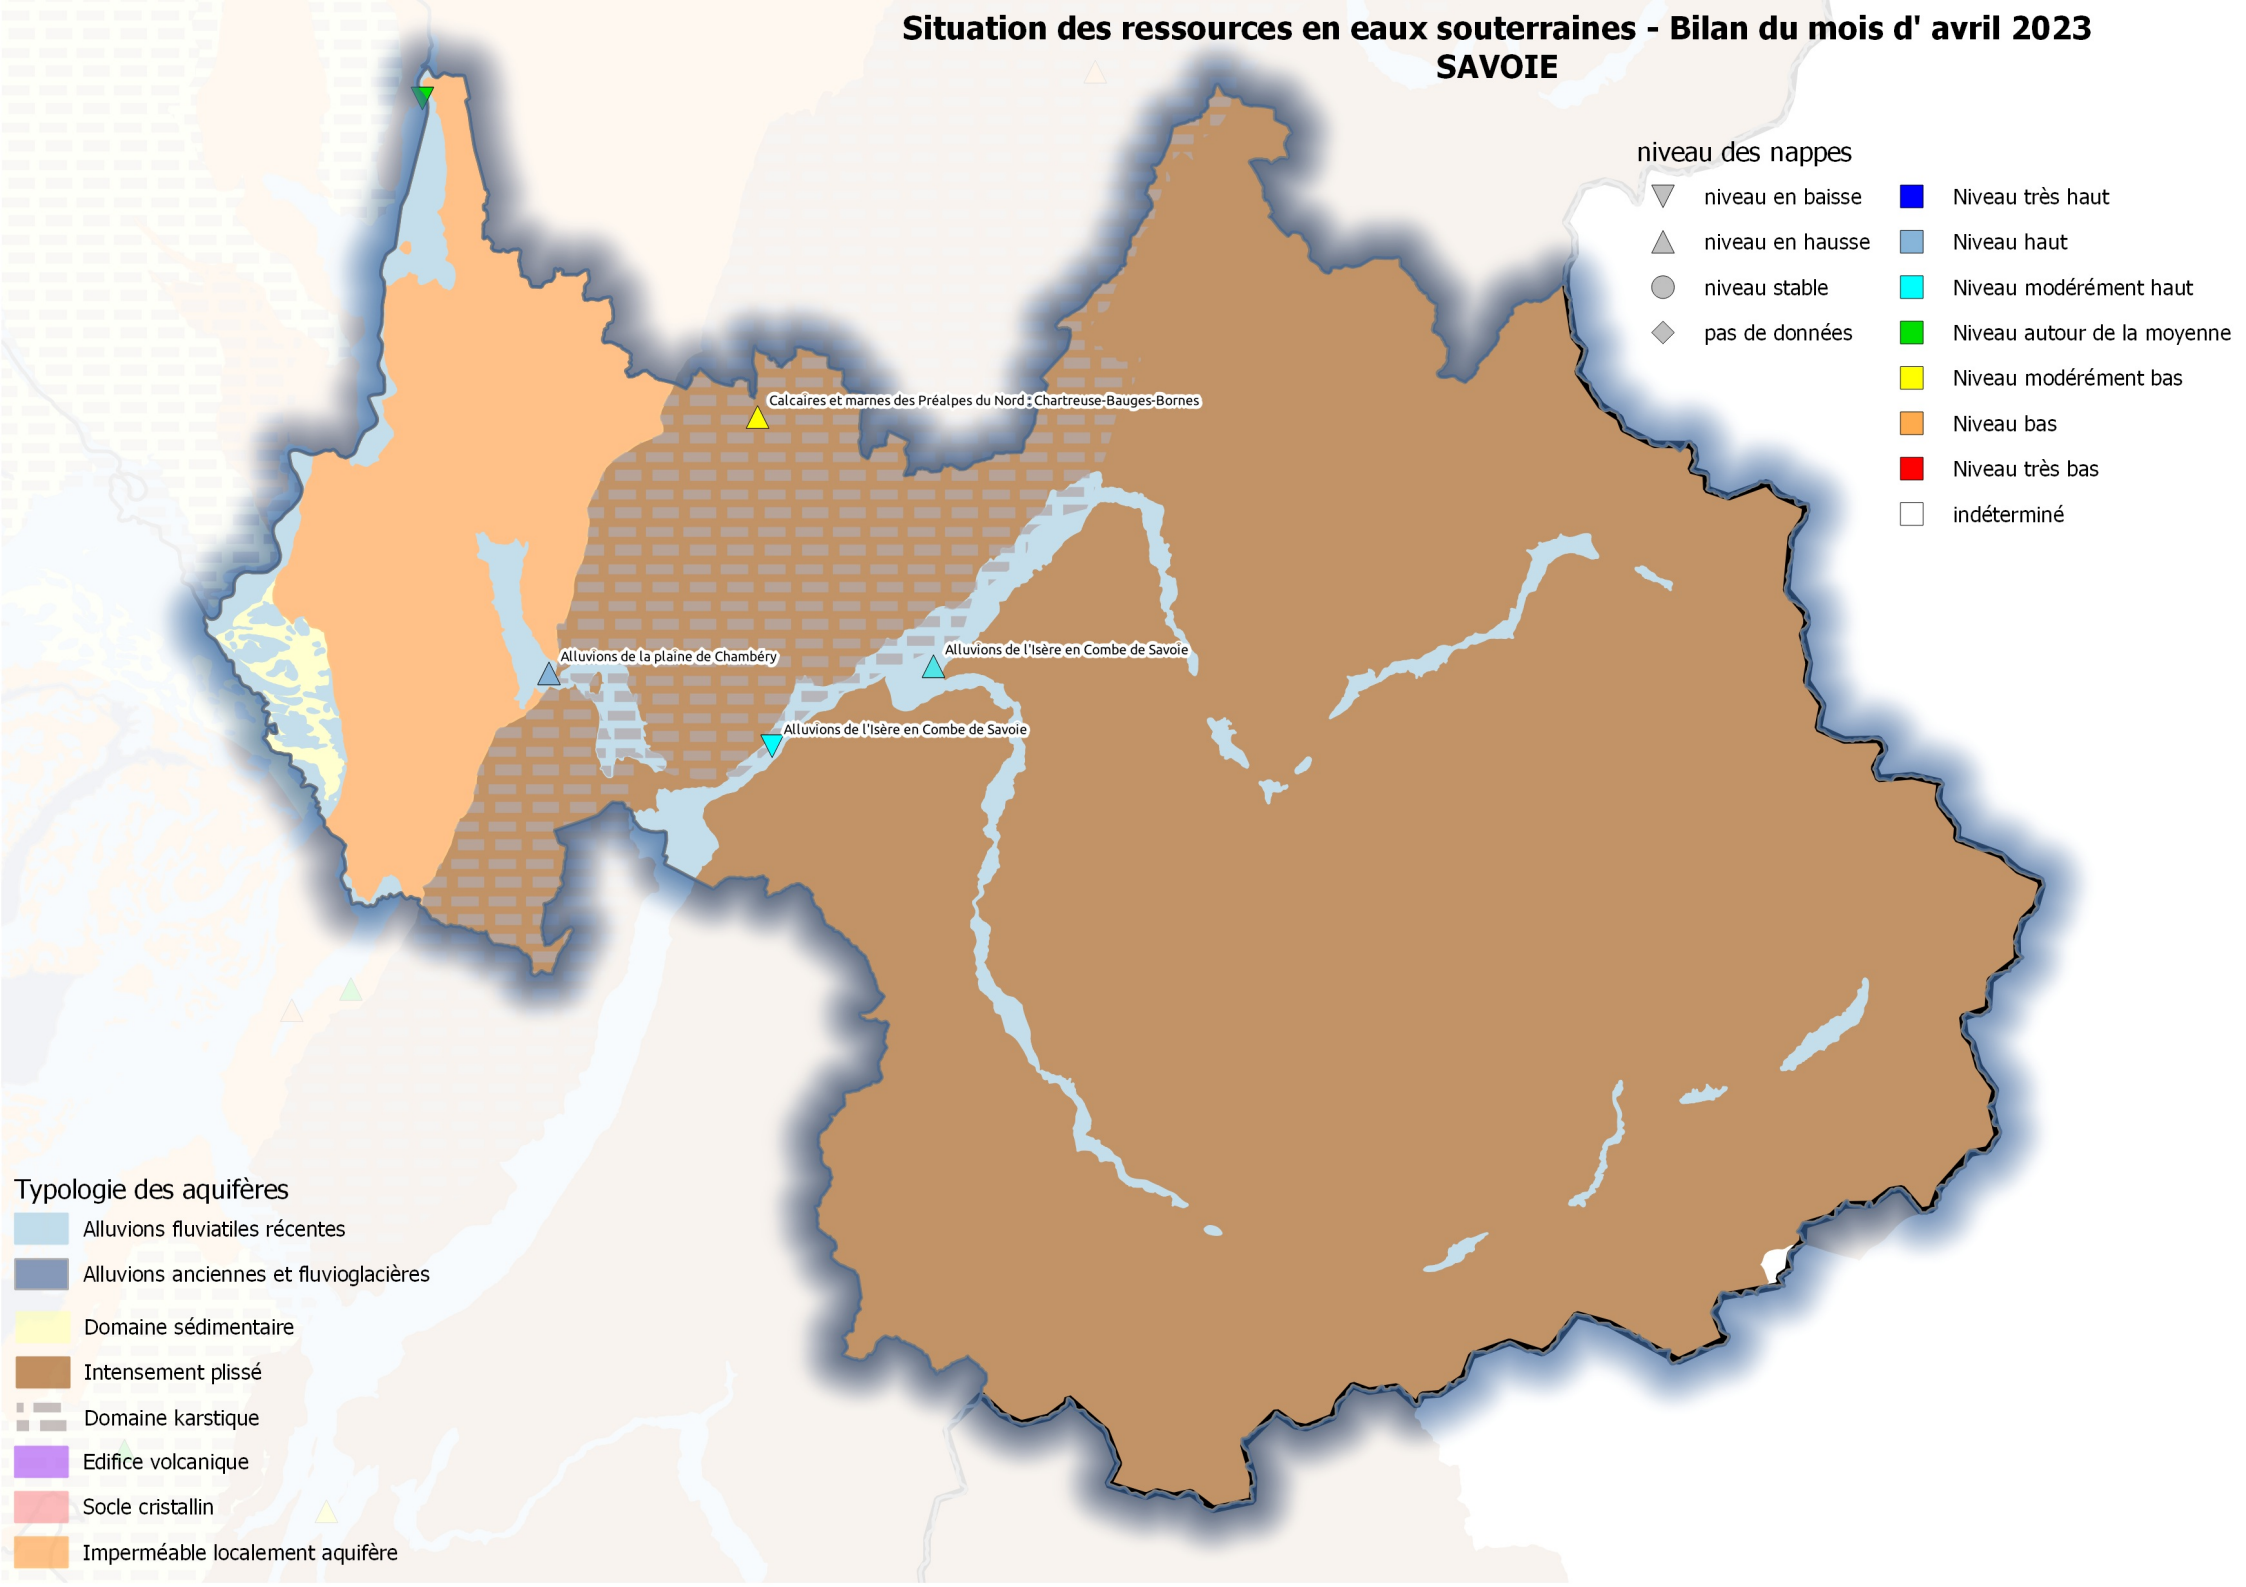 Situation des ressources en eaux souterraines - Bilan du mois d' avril 2023
SAVOIE
niveau des nappes
niveau en baisse
niveau en hausse
niveau stable
pas de données
Niveau très haut
Niveau haut
Niveau modérément haut
Niveau autour de la moyenne
Niveau modérément bas
Niveau bas
Niveau très bas
indéterminé
Calcaires et marnes des Préalpes du Nord : Chartreuse-Bauges-Bornes
Alluvions de la plaine de Chambéry
Alluvions de l'Isère en Combe de Savoie
Alluvions de l'Isère en Combe de Savoie
Typologie des aquifères
Alluvions fluviatiles récentes
Alluvions anciennes et fluvioglacières
Domaine sédimentaire
Intensement plissé
Domaine karstique
Edifice volcanique
Socle cristallin
Imperméable localement aquifère